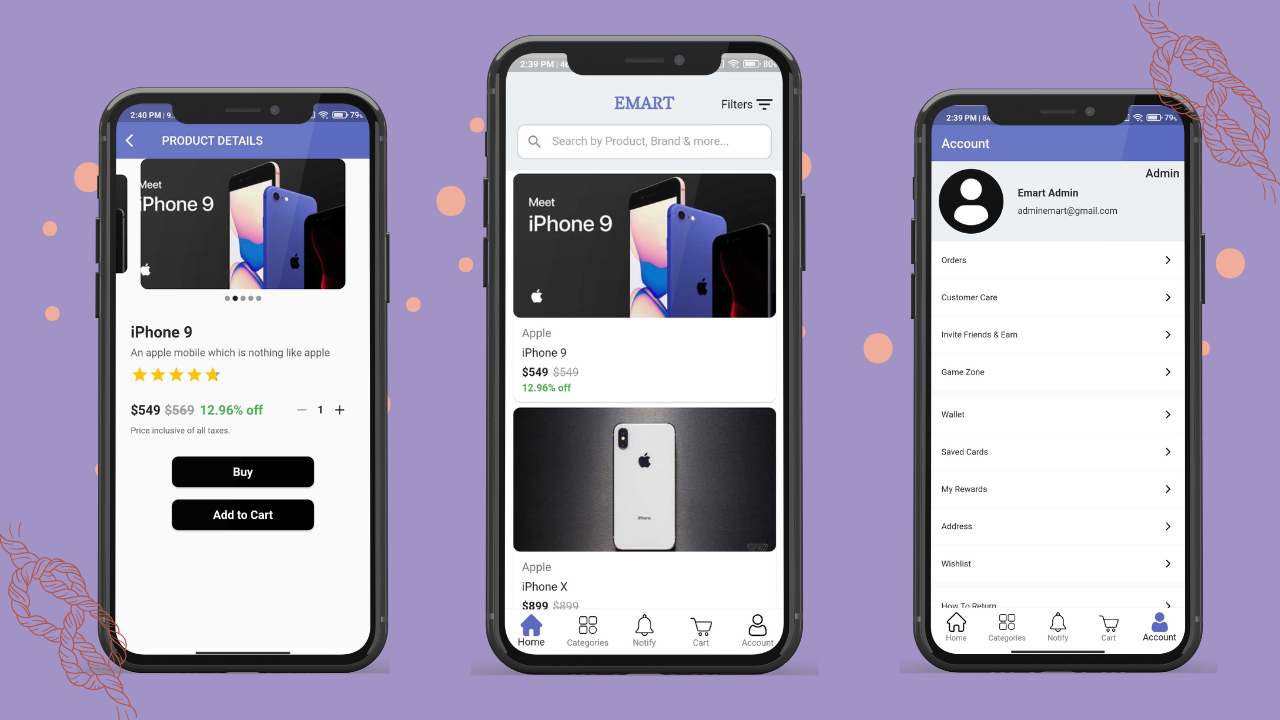 2:40 PM | 9..
79%
PRODUCT DETAILS
Meet
iPhone 9
iPhone 9
An apple mobile which is nothing like apple
$549 $569 12.96% off
1
Price inclusive of all taxes.
Buy
Add to Cart
2:39 PM | 4
80%
EMART
Filters
Search by Product, Brand & more...
Meet
iPhone 9
Apple
iPhone 9
$549 $549
12.96% off
iPhone
Apple
iPhone X
$899 $899
Home
Categories
Notify
Cart
Account
2:39 PM | 84
79%
Account
Admin
Emart Admin
adminemart@gmail.com
Orders
Customer Care
Invite Friends & Earn
Game Zone
Wallet
Saved Cards
My Rewards
Address
Wishlist
How To Return
Home
Categories
Notify
Cart
Account